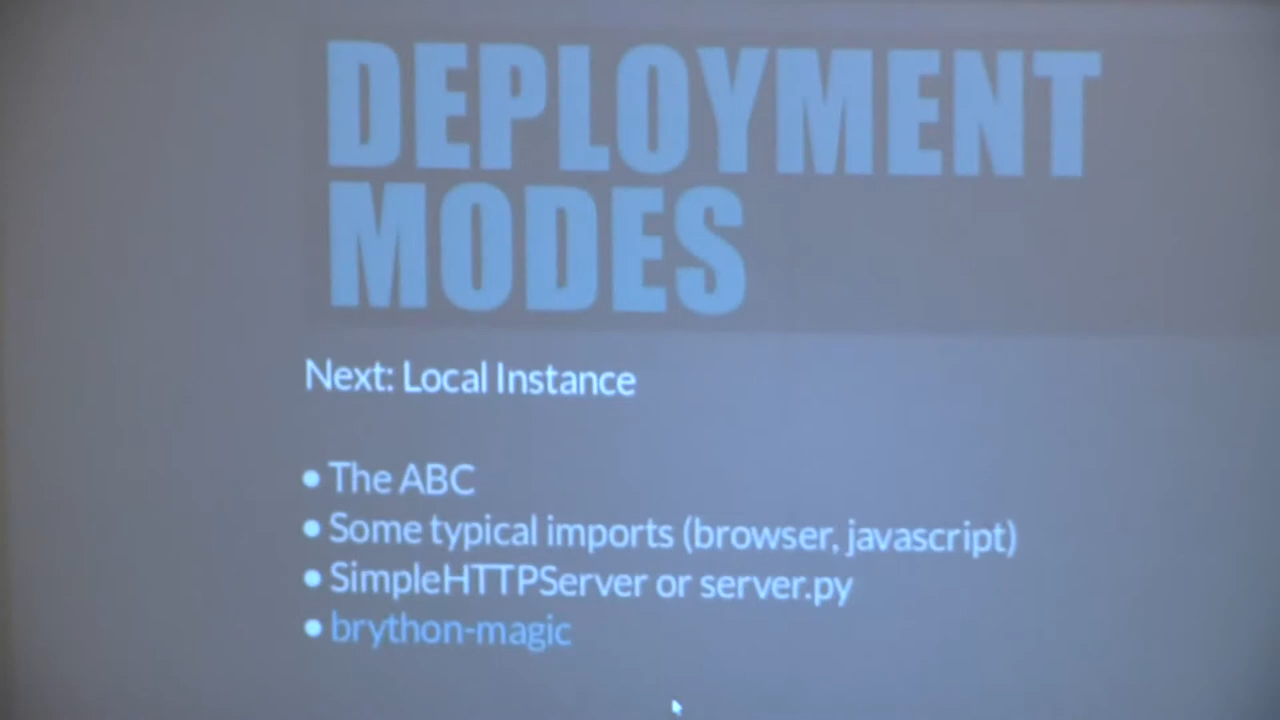 DEPLOYMENT
MODES
Next: Local Instance
• The ABC
• Some typical imports (browser, javascript)
• SimpleHTTPServer or server.py
• brython-magic